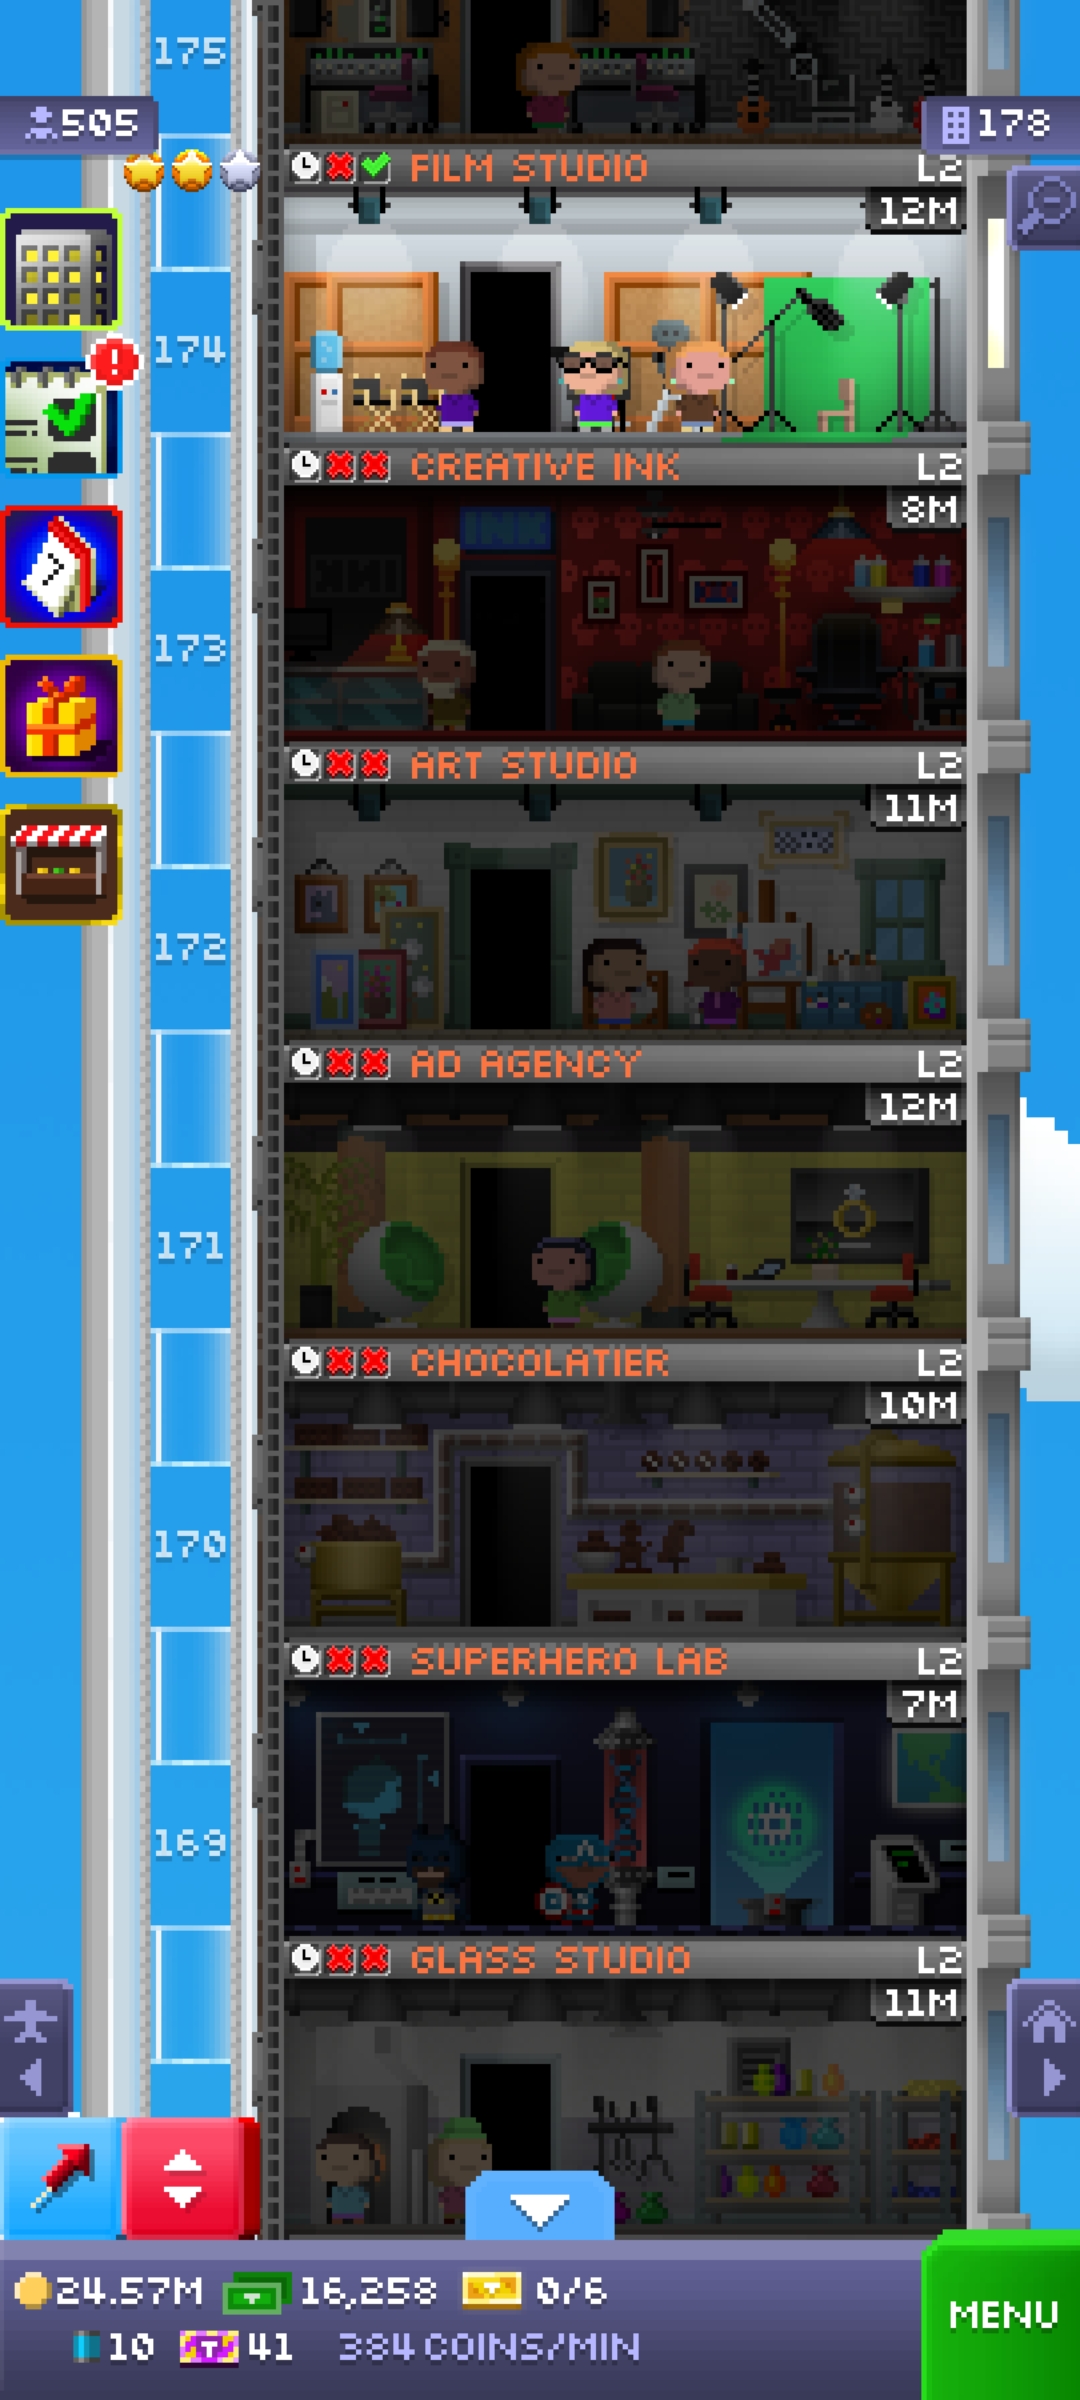 175
505
178
FILM STUDIO L2
12M
174
CREATIVE INK L2
8M
INK
173
ART STUDIO L2
11M
172
AD AGENCY L2
12M
171
CHOCOLATIER L2
10M
170
SUPERHERO LAB L2
7M
169
GLASS STUDIO L2
11M
24.57M 16,258 0/6
10 41 384 COINS/MIN
MENU